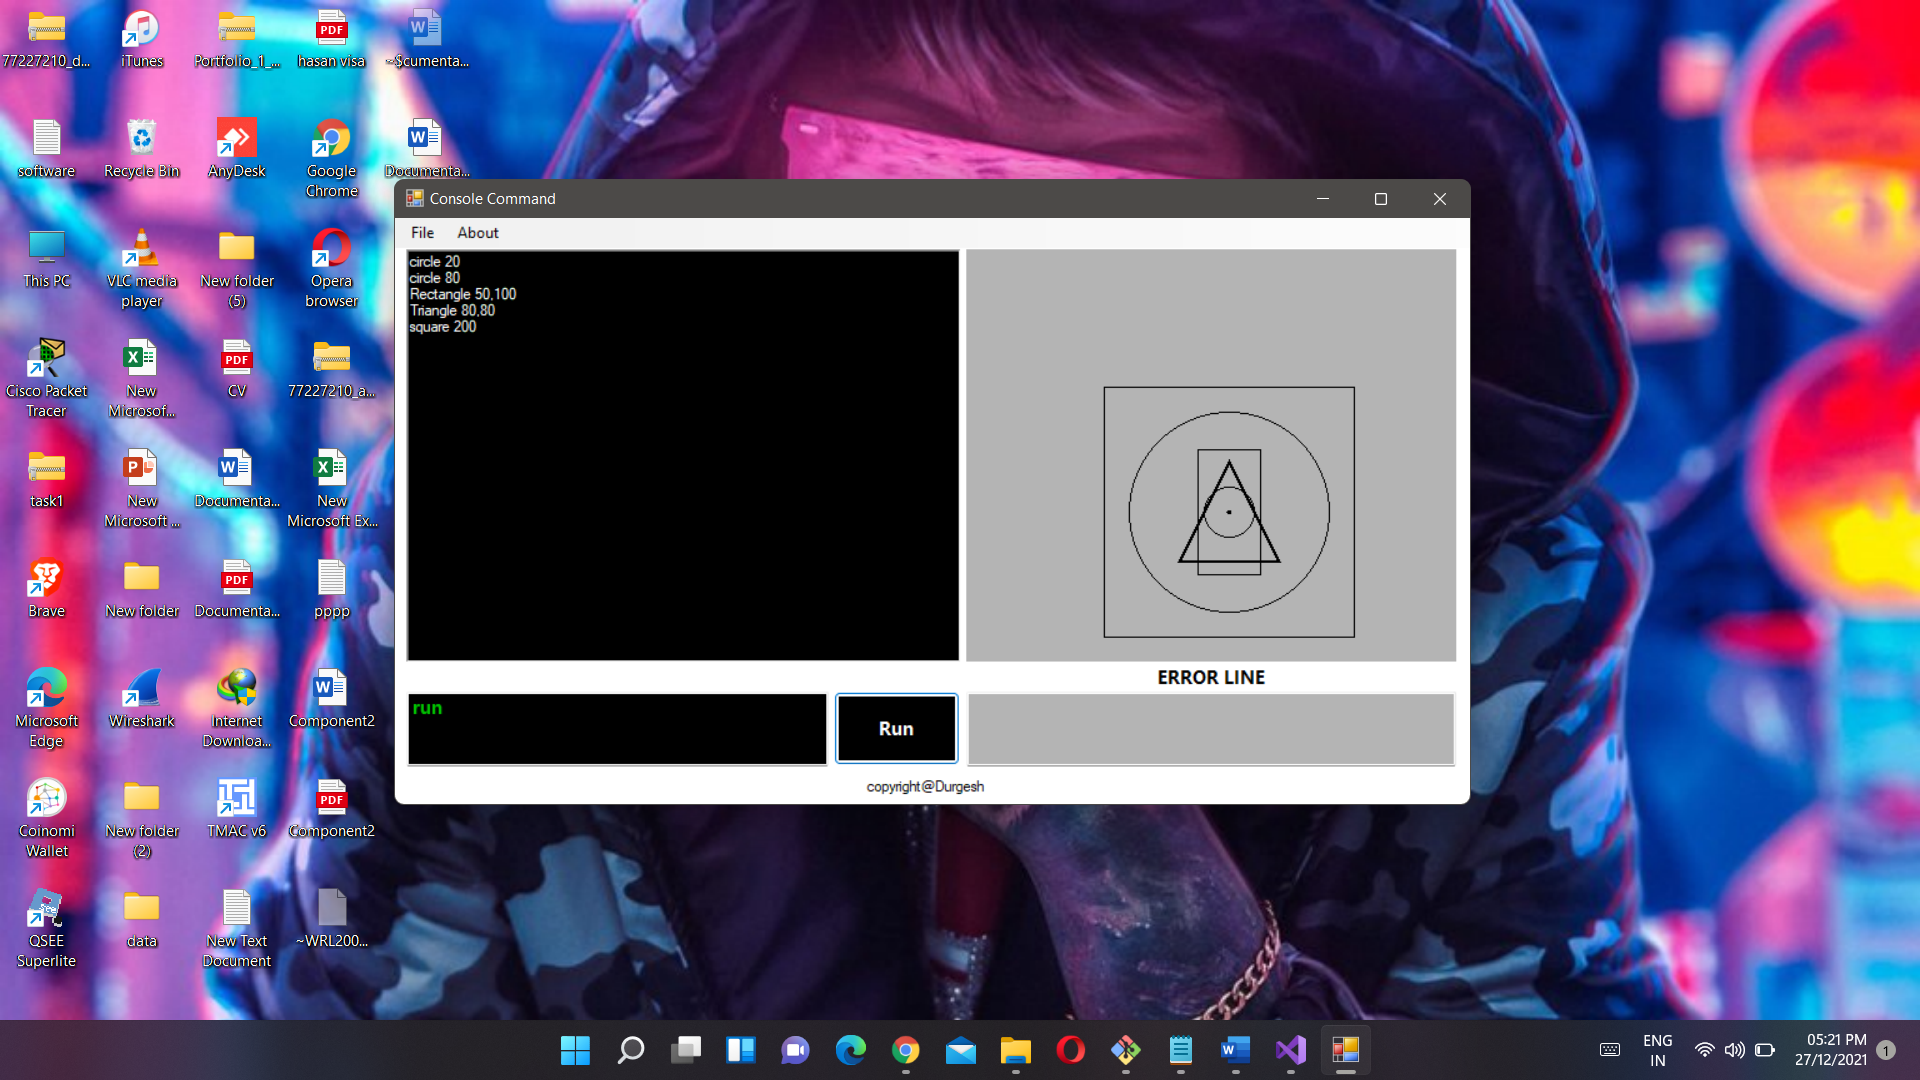 77227210_d...
iTunes
Portfolio_1_...
hasan visa
~$cumenta...
software
Recycle Bin
AnyDesk
Google
Chrome
Documenta...
This PC
VLC media
player
New folder
(5)
Opera
browser
Cisco Packet
Tracer
New
Microsof...
CV
77227210_a...
task1
New
Microsoft ...
Documenta...
New
Microsoft Ex...
Brave
New folder
Documenta...
pppp
Microsoft
Edge
Wireshark
Internet
Downloa...
Component2
Coinomi
Wallet
New folder
(2)
TMAC v6
Component2
QSEE
Superlite
data
New Text
Document
~WRL200...
Console Command
File About
circle 20
circle 80
Rectangle 50,100
Triangle 80,80
square 200
ERROR LINE
run
Run
copyright@Durgesh
ENG
IN
05:21 PM
27/12/2021
1